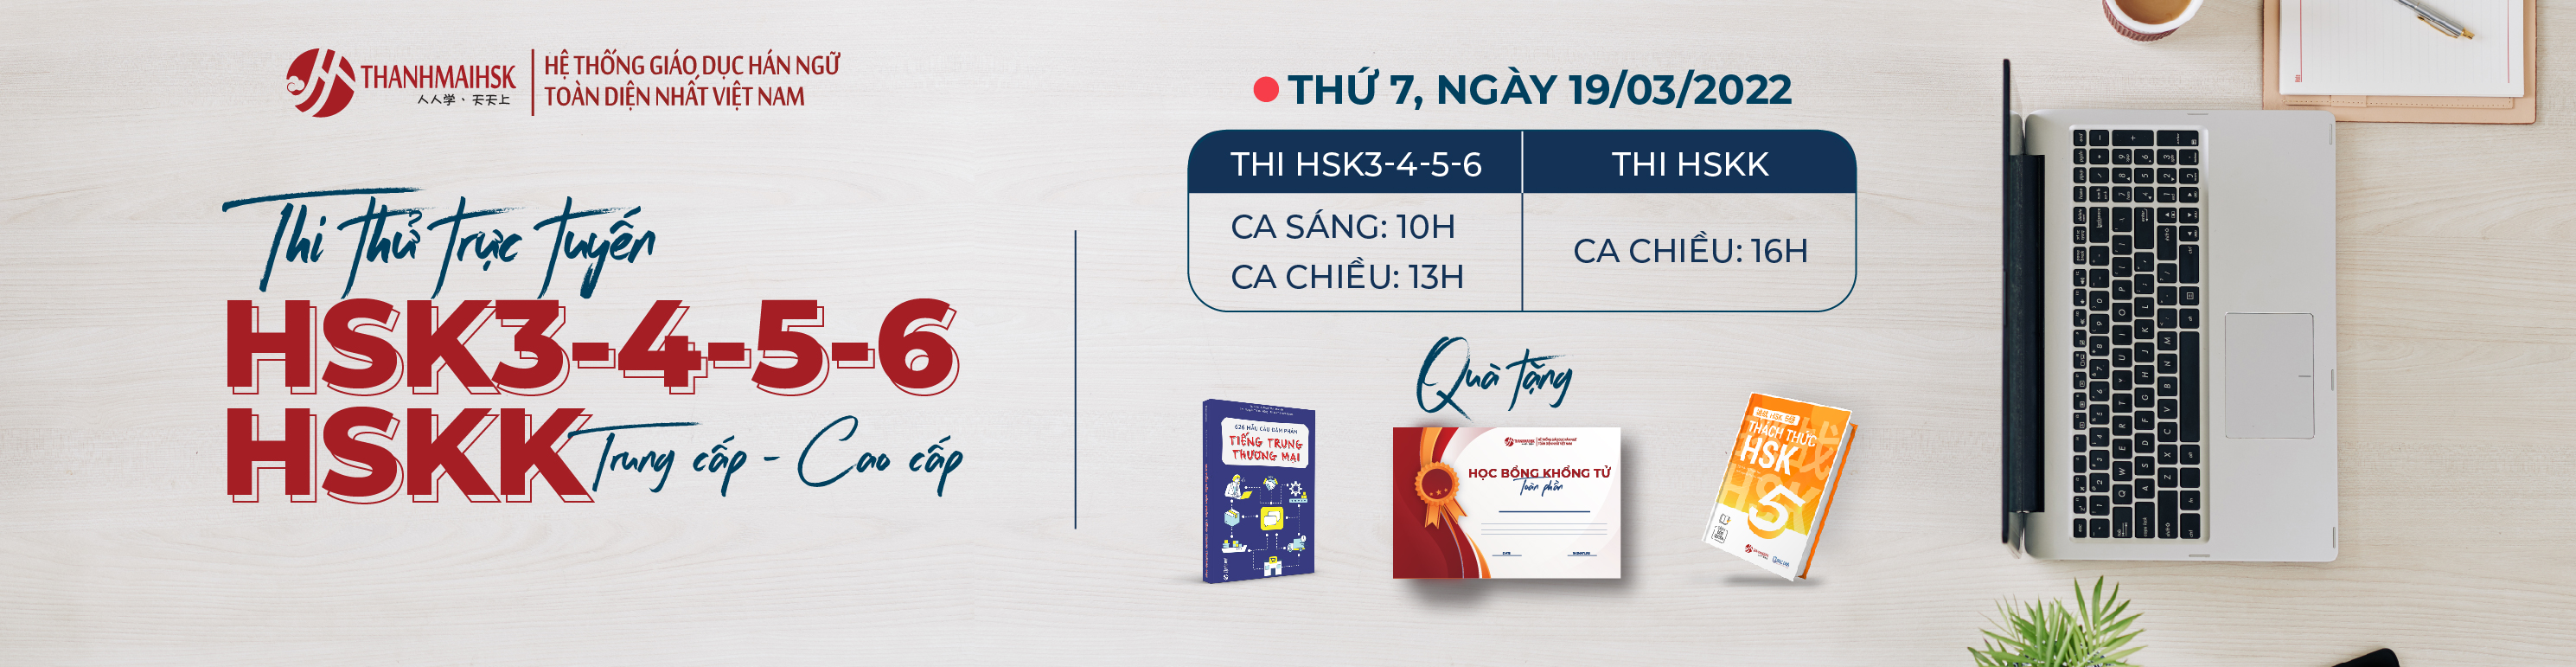 THANHMAIHSK
人人学、天天上
HỆ THỐNG GIÁO DỤC HÁN NGỮ
TOÀN DIỆN NHẤT VIỆT NAM
Thi thử trực tuyến
HSK3-4-5-6
HSKK Trung cấp - Cao cấp
THỨ 7, NGÀY 19/03/2022
THI HSK3-4-5-6
THI HSKK
CA SÁNG: 10H
CA CHIỀU: 13H
CA CHIỀU: 16H
Quà tặng
TIẾNG TRUNG
THƯƠNG MẠI
HỌC BỔNG KHỔNG TỬ
Toàn phần
THÁCH THỨC
HSK
HSK
5